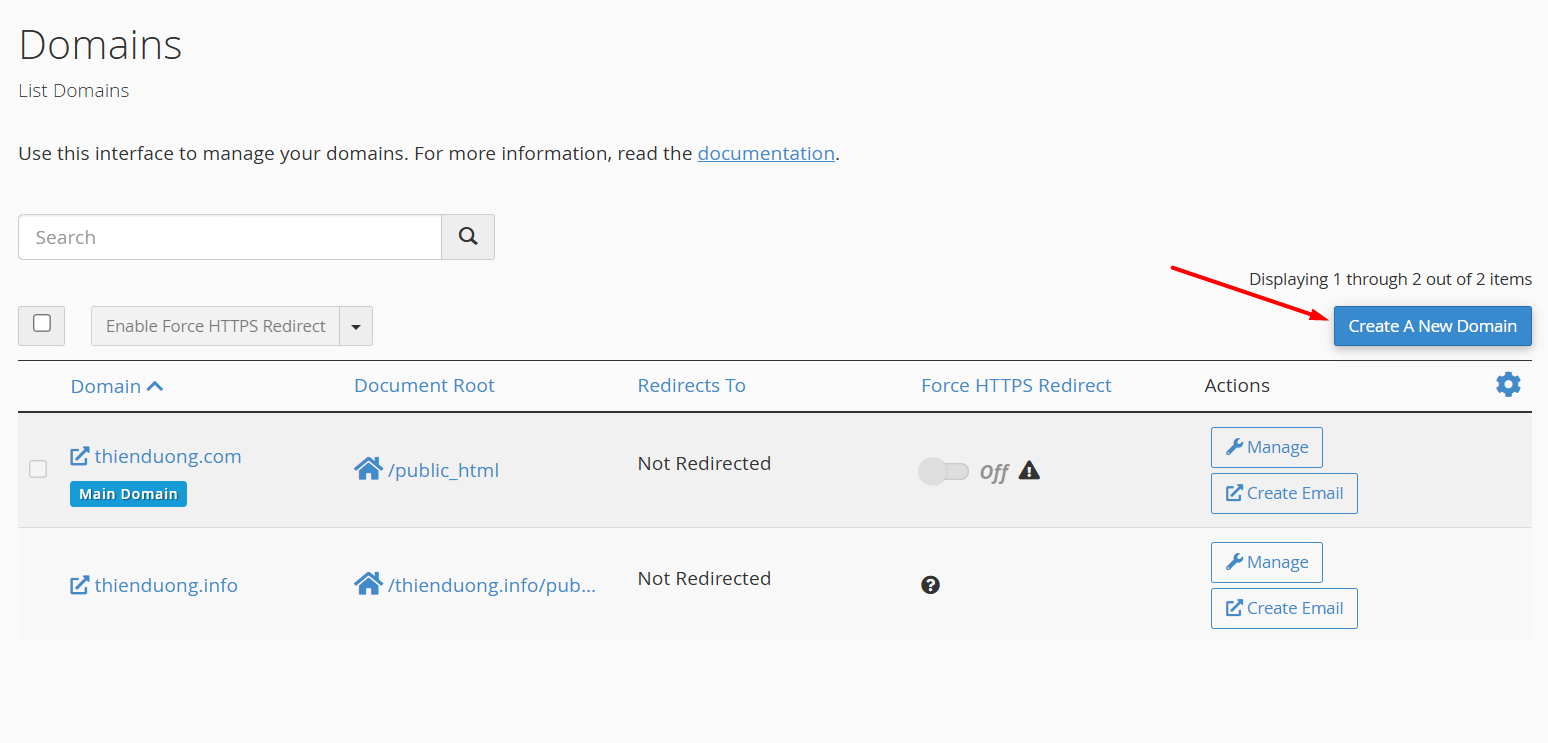 Domains
List Domains
Use this interface to manage your domains. For more information, read the documentation.
Search
Displaying 1 through 2 out of 2 items
Enable Force HTTPS Redirect
Create A New Domain
Domain Document Root Redirects To Force HTTPS Redirect Actions
thienduong.com /public_html Not Redirected Off Manage
Main Domain Create Email
thienduong.info /thienduong.info/pub... Not Redirected Manage
Create Email